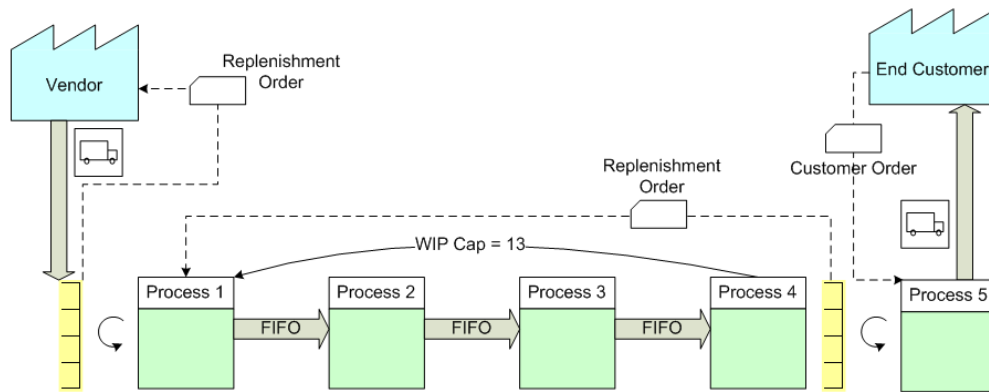 Replenishment
Order
Vendor
End Customer
Replenishment
Order
Customer Order
WIP Cap = 13
Process 1
Process 2
Process 3
Process 4
Process 5
FIFO
FIFO
FIFO